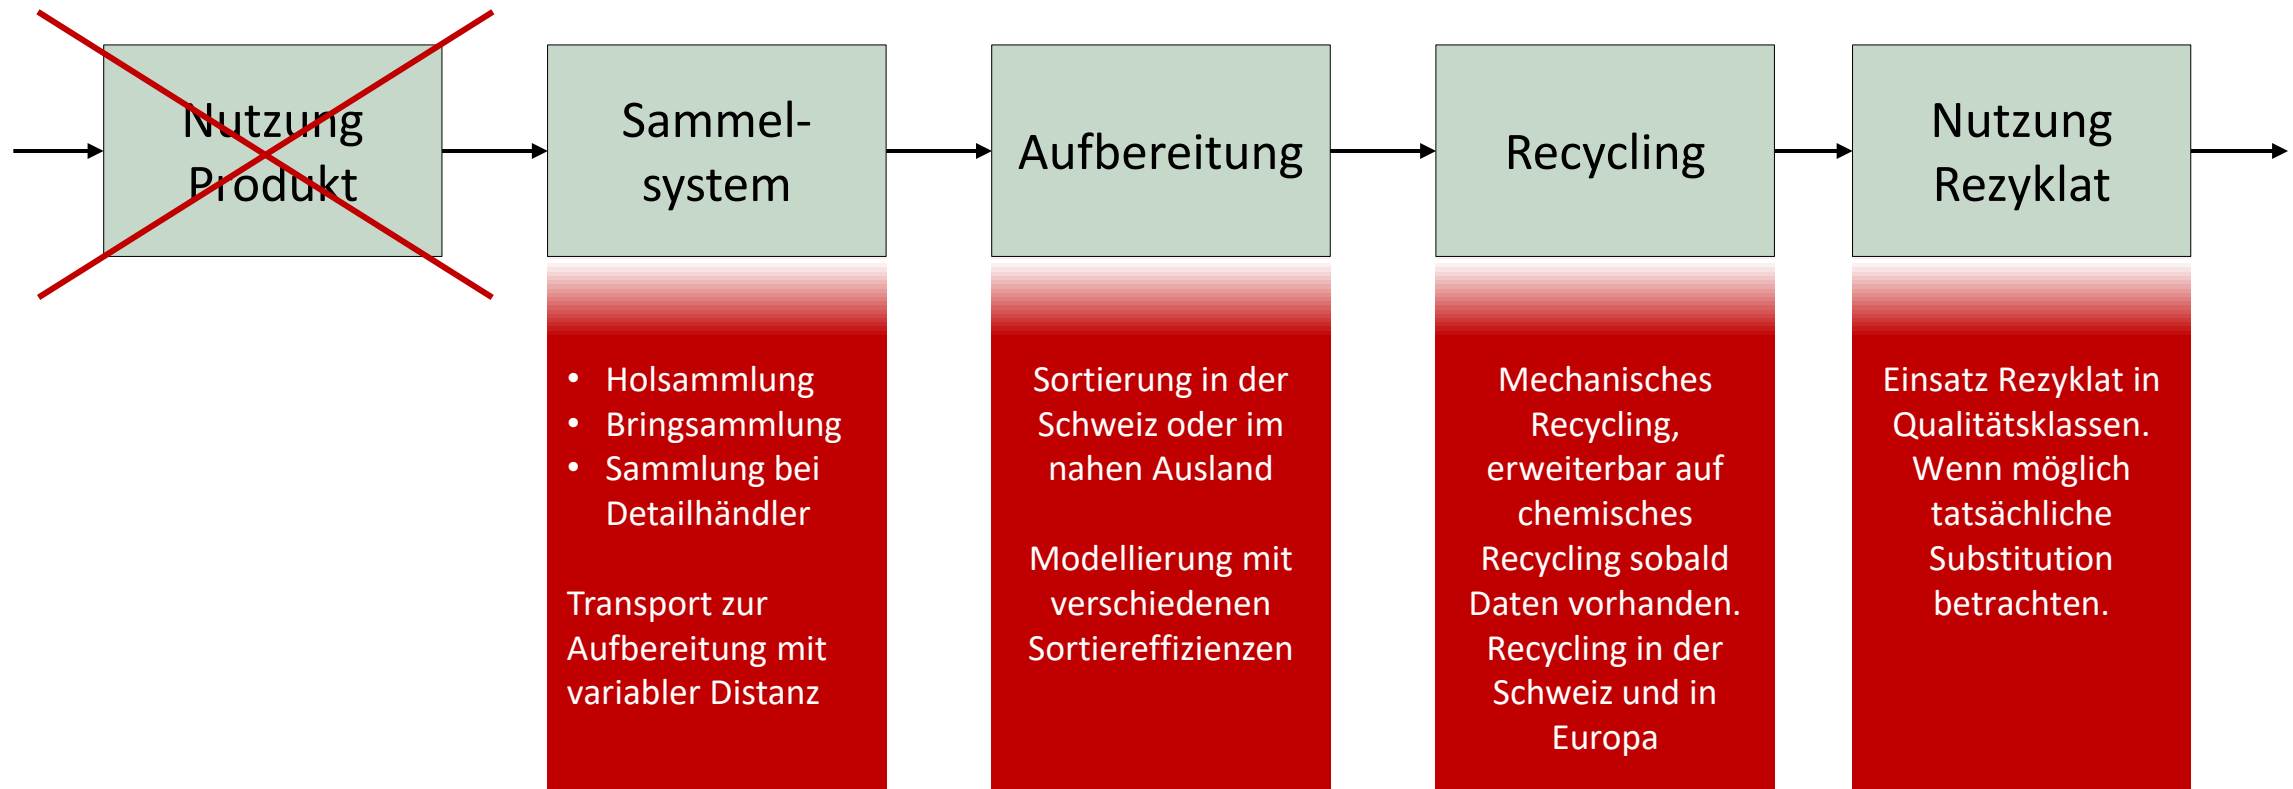 Nutzung
Produkt
Sammel-
system
Aufbereitung
Recycling
Nutzung
Rezyklat
• Holsammlung
• Bringsammlung
• Sammlung bei
Detailhändler
Transport zur
Aufbereitung mit
variabler Distanz
Sortierung in der
Schweiz oder im
nahen Ausland
Modellierung mit
verschiedenen
Sortiereffizienzen
Mechanisches
Recycling,
erweiterbar auf
chemisches
Recycling sobald
Daten vorhanden.
Recycling in der
Schweiz und in
Europa
Einsatz Rezyklat in
Qualitätsklassen.
Wenn möglich
tatsächliche
Substitution
betrachten.